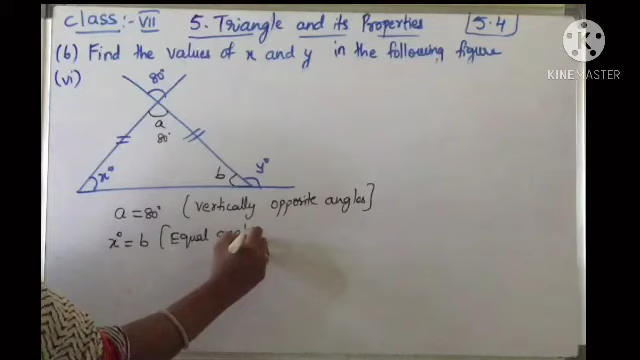 Class :- VII 5. Triangle and its Properties 5.4
(b) Find the values of x and y in the following figure
(vi)
80°
a
80°
x° b y°
a = 80° (Vertically opposite angles]
x° = b [Equal
KINEMASTER